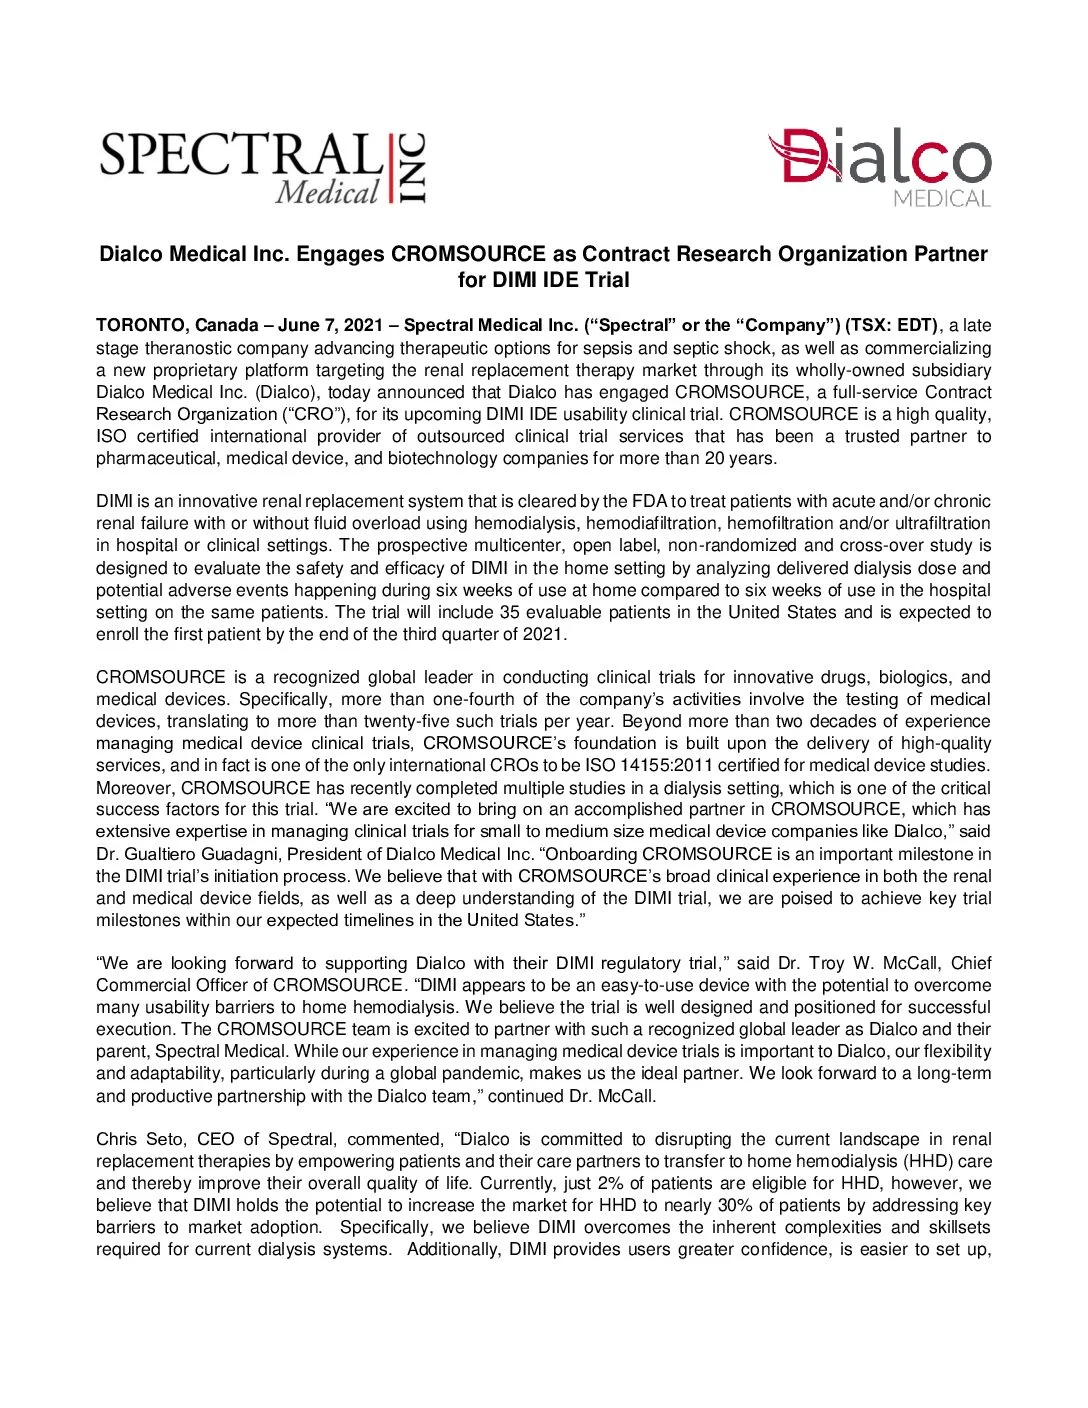 SPECTRAL
Medical
INC
Dialco
MEDICAL
Dialco Medical Inc. Engages CROMSOURCE as Contract Research Organization Partner
for DIMI IDE Trial
TORONTO, Canada – June 7, 2021 – Spectral Medical Inc. (“Spectral” or the “Company”) (TSX: EDT), a late
stage theranostic company advancing therapeutic options for sepsis and septic shock, as well as commercializing
a new proprietary platform targeting the renal replacement therapy market through its wholly-owned subsidiary
Dialco Medical Inc. (Dialco), today announced that Dialco has engaged CROMSOURCE, a full-service Contract
Research Organization (“CRO”), for its upcoming DIMI IDE usability clinical trial. CROMSOURCE is a high quality,
ISO certified international provider of outsourced clinical trial services that has been a trusted partner to
pharmaceutical, medical device, and biotechnology companies for more than 20 years.
DIMI is an innovative renal replacement system that is cleared by the FDA to treat patients with acute and/or chronic
renal failure with or without fluid overload using hemodialysis, hemodiafiltration, hemofiltration and/or ultrafiltration
in hospital or clinical settings. The prospective multicenter, open label, non-randomized and cross-over study is
designed to evaluate the safety and efficacy of DIMI in the home setting by analyzing delivered dialysis dose and
potential adverse events happening during six weeks of use at home compared to six weeks of use in the hospital
setting on the same patients. The trial will include 35 evaluable patients in the United States and is expected to
enroll the first patient by the end of the third quarter of 2021.
CROMSOURCE is a recognized global leader in conducting clinical trials for innovative drugs, biologics, and
medical devices. Specifically, more than one-fourth of the company’s activities involve the testing of medical
devices, translating to more than twenty-five such trials per year. Beyond more than two decades of experience
managing medical device clinical trials, CROMSOURCE’s foundation is built upon the delivery of high-quality
services, and in fact is one of the only international CROs to be ISO 14155:2011 certified for medical device studies.
Moreover, CROMSOURCE has recently completed multiple studies in a dialysis setting, which is one of the critical
success factors for this trial. “We are excited to bring on an accomplished partner in CROMSOURCE, which has
extensive expertise in managing clinical trials for small to medium size medical device companies like Dialco,” said
Dr. Gualtiero Guadagni, President of Dialco Medical Inc. “Onboarding CROMSOURCE is an important milestone in
the DIMI trial’s initiation process. We believe that with CROMSOURCE’s broad clinical experience in both the renal
and medical device fields, as well as a deep understanding of the DIMI trial, we are poised to achieve key trial
milestones within our expected timelines in the United States.”
“We are looking forward to supporting Dialco with their DIMI regulatory trial,” said Dr. Troy W. McCall, Chief
Commercial Officer of CROMSOURCE. “DIMI appears to be an easy-to-use device with the potential to overcome
many usability barriers to home hemodialysis. We believe the trial is well designed and positioned for successful
execution. The CROMSOURCE team is excited to partner with such a recognized global leader as Dialco and their
parent, Spectral Medical. While our experience in managing medical device trials is important to Dialco, our flexibility
and adaptability, particularly during a global pandemic, makes us the ideal partner. We look forward to a long-term
and productive partnership with the Dialco team,” continued Dr. McCall.
Chris Seto, CEO of Spectral, commented, “Dialco is committed to disrupting the current landscape in renal
replacement therapies by empowering patients and their care partners to transfer to home hemodialysis (HHD) care
and thereby improve their overall quality of life. Currently, just 2% of patients are eligible for HHD, however, we
believe that DIMI holds the potential to increase the market for HHD to nearly 30% of patients by addressing key
barriers to market adoption. Specifically, we believe DIMI overcomes the inherent complexities and skillsets
required for current dialysis systems. Additionally, DIMI provides users greater confidence, is easier to set up,